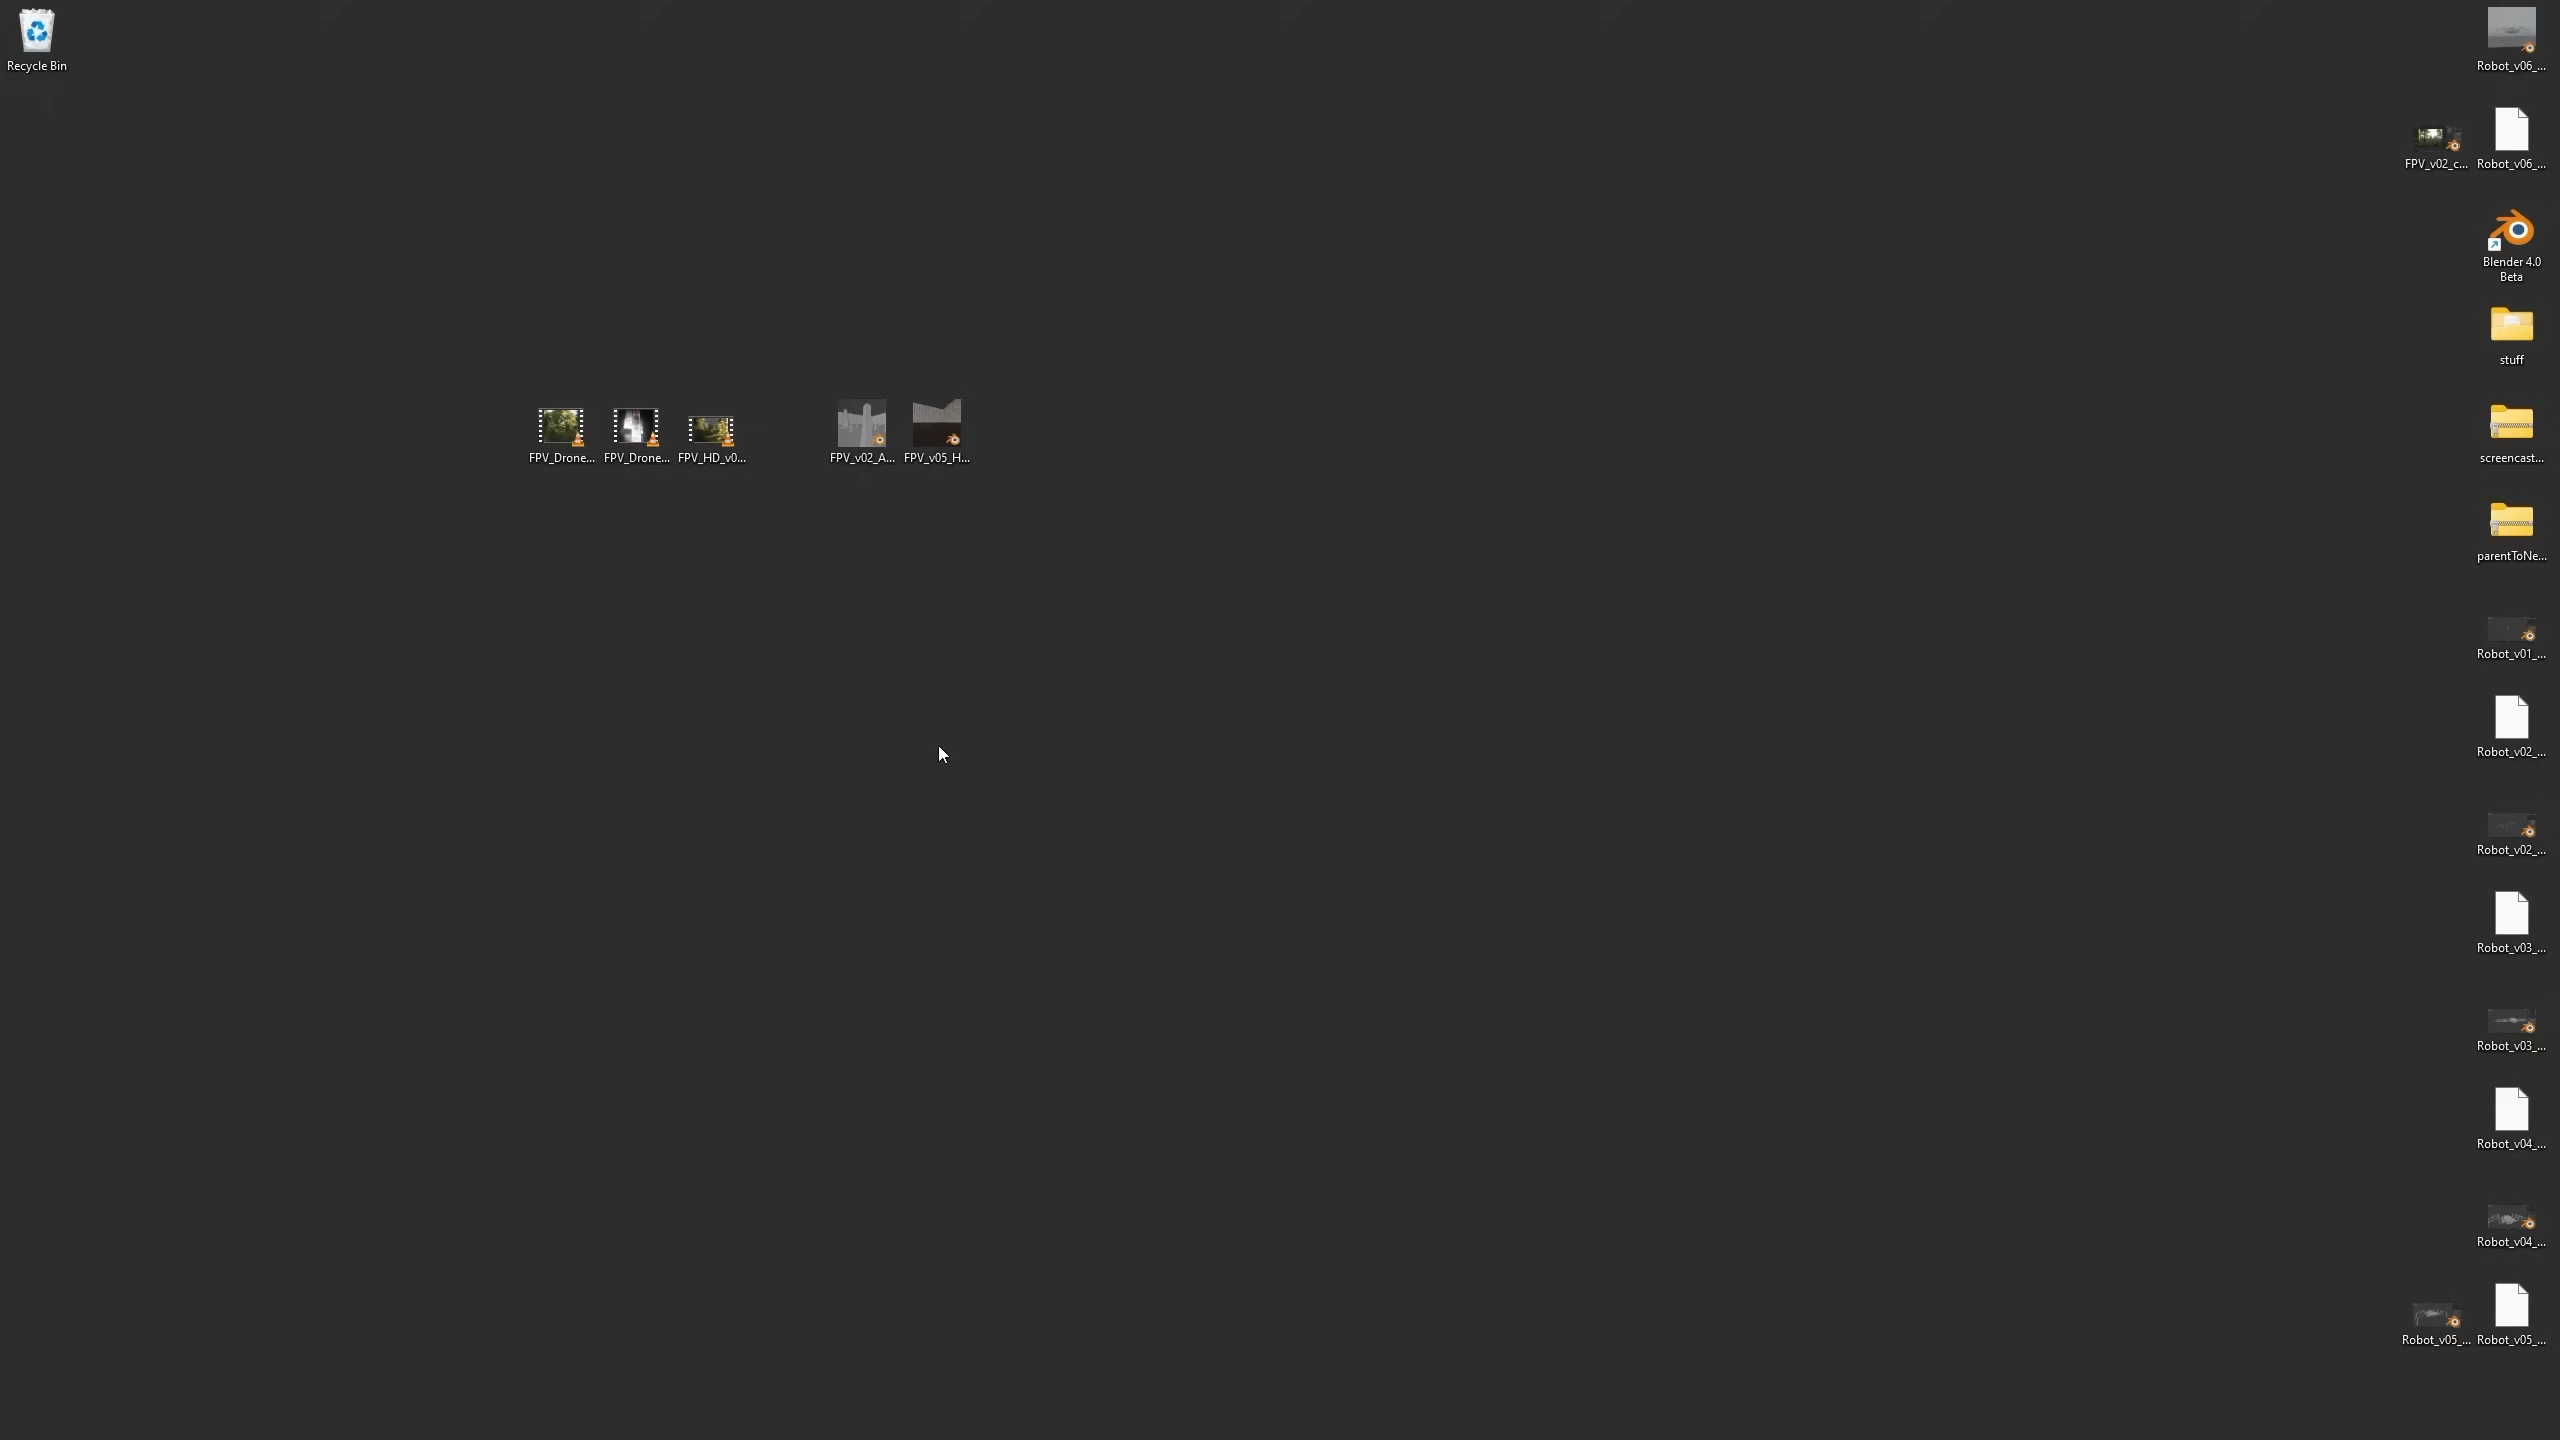 Recycle Bin
Robot_v06_...
FPV_v02_c...
Robot_v06_...
Blender 4.0
Beta
stuff
FPV_Drone...
FPV_Drone...
FPV_HD_v0...
FPV_v02_A...
FPV_v05_H...
screencast...
parentToNe...
Robot_v01_...
Robot_v02_...
Robot_v02_...
Robot_v03_...
Robot_v03_...
Robot_v04_...
Robot_v04_...
Robot_v05_...
Robot_v05_...